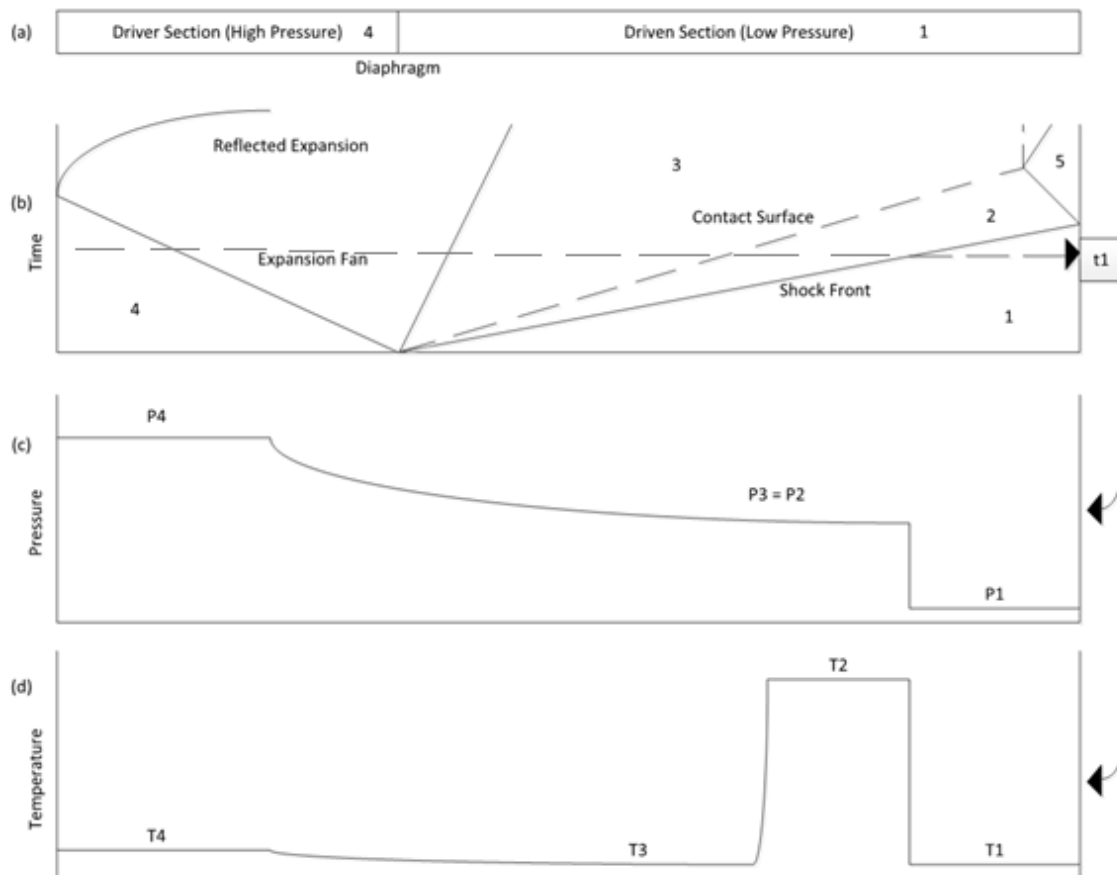 (a)
Driver Section (High Pressure) 4
Driven Section (Low Pressure) 1
Diaphragm
Reflected Expansion
3
5
(b)
Contact Surface
2
Time
Expansion Fan
t1
Shock Front
4
1
P4
(c)
P3 = P2
Pressure
P1
T2
(d)
Temperature
T4
T3
T1